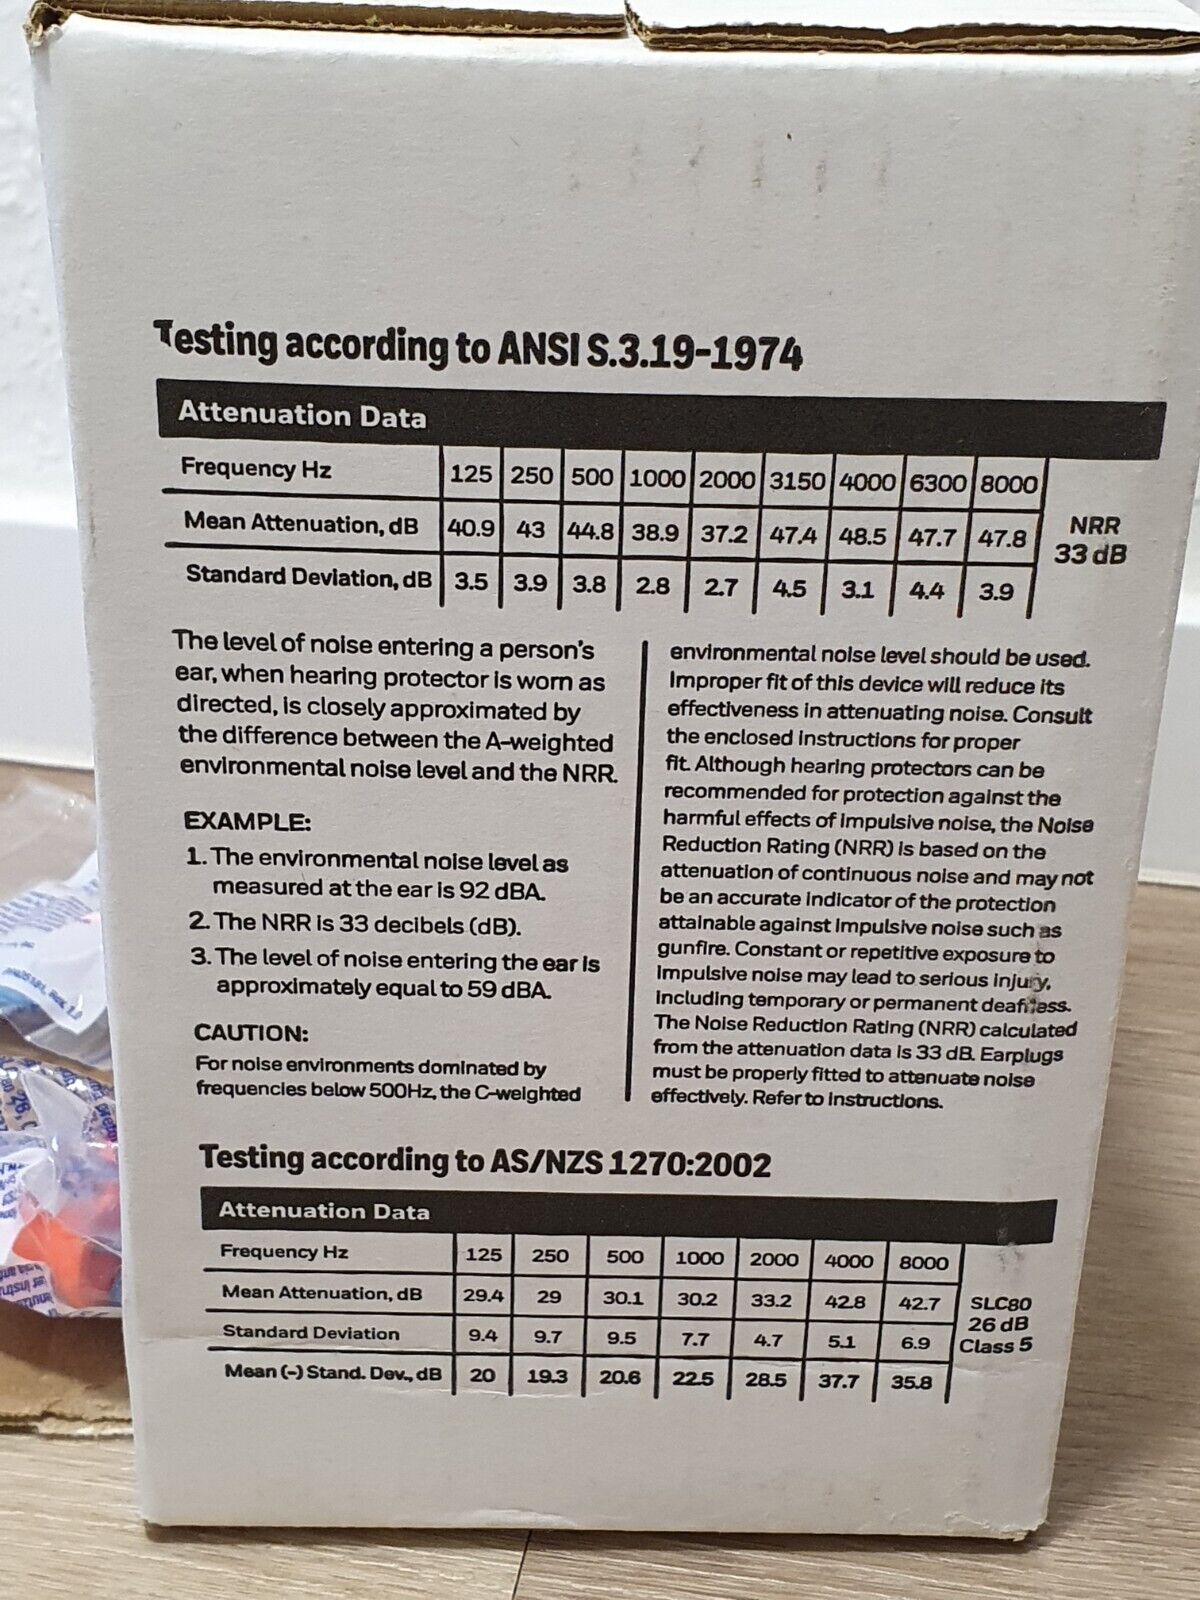 Testing according to ANSI S.3.19-1974
Attenuation Data
Frequency Hz 125 250 500 1000 2000 3150 4000 6300 8000
Mean Attenuation, dB 40.9 43 44.8 38.9 37.2 47.4 48.5 47.7 47.8
Standard Deviation, dB 3.5 3.9 3.8 2.8 2.7 4.5 3.1 4.4 3.9
NRR
33 dB
The level of noise entering a person's
ear, when hearing protector is worn as
directed, is closely approximated by
the difference between the A-weighted
environmental noise level and the NRR.
EXAMPLE:
1. The environmental noise level as
measured at the ear is 92 dBA.
2. The NRR is 33 decibels (dB).
3. The level of noise entering the ear is
approximately equal to 59 dBA.
CAUTION:
For noise environments dominated by
frequencies below 500Hz, the C-weighted
environmental noise level should be used.
Improper fit of this device will reduce its
effectiveness in attenuating noise. Consult
the enclosed instructions for proper
fit. Although hearing protectors can be
recommended for protection against the
harmful effects of impulsive noise, the Noise
Reduction Rating (NRR) is based on the
attenuation of continuous noise and may not
be an accurate indicator of the protection
attainable against impulsive noise such as
gunfire. Constant or repetitive exposure to
impulsive noise may lead to serious injury,
including temporary or permanent deafness.
The Noise Reduction Rating (NRR) calculated
from the attenuation data is 33 dB. Earplugs
must be properly fitted to attenuate noise
effectively. Refer to instructions.
Testing according to AS/NZS 1270:2002
Attenuation Data
Frequency Hz 125 250 500 1000 2000 4000 8000
Mean Attenuation, dB 29.4 29 30.1 30.2 33.2 42.8 42.7
Standard Deviation 9.4 9.7 9.5 7.7 4.7 5.1 6.9
Mean (-) Stand. Dev., dB 20 19.3 20.6 22.5 28.5 37.7 35.8
SLC80
26 dB
Class 5